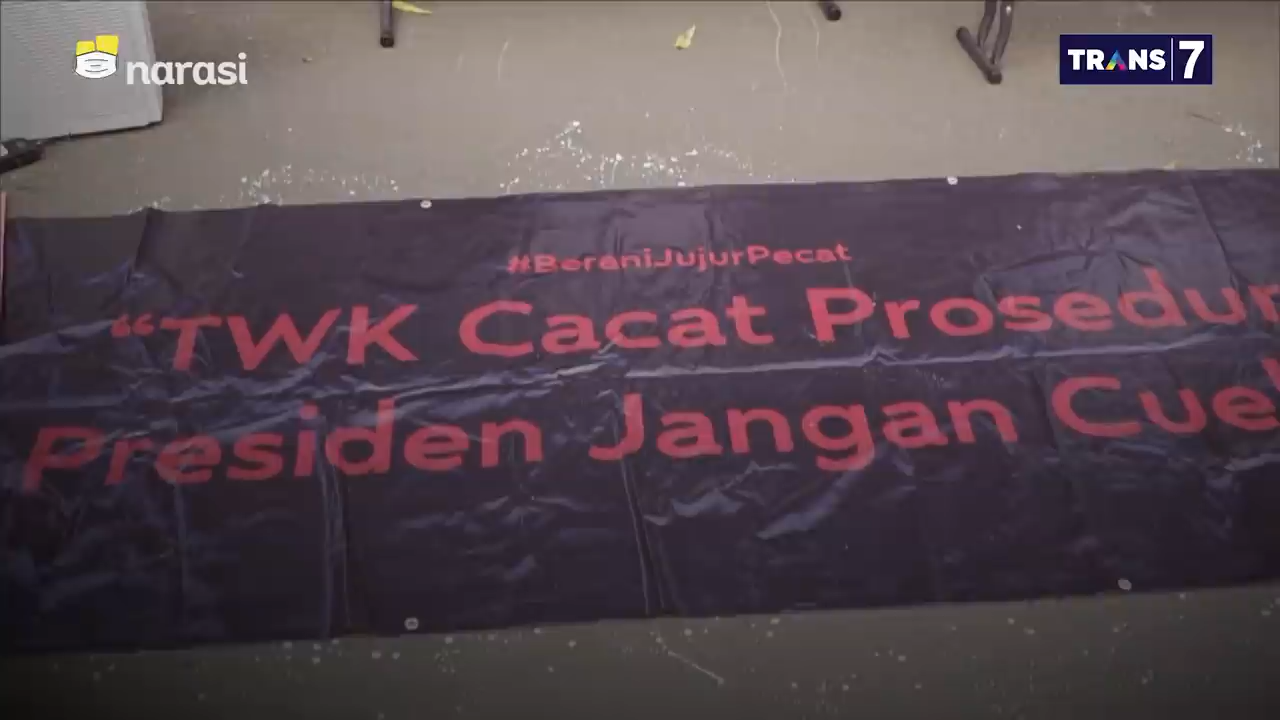 narasi
TRANS 7
#BeraniJujurPecat
“TWK Cacat Prosedur
Presiden Jangan Cue